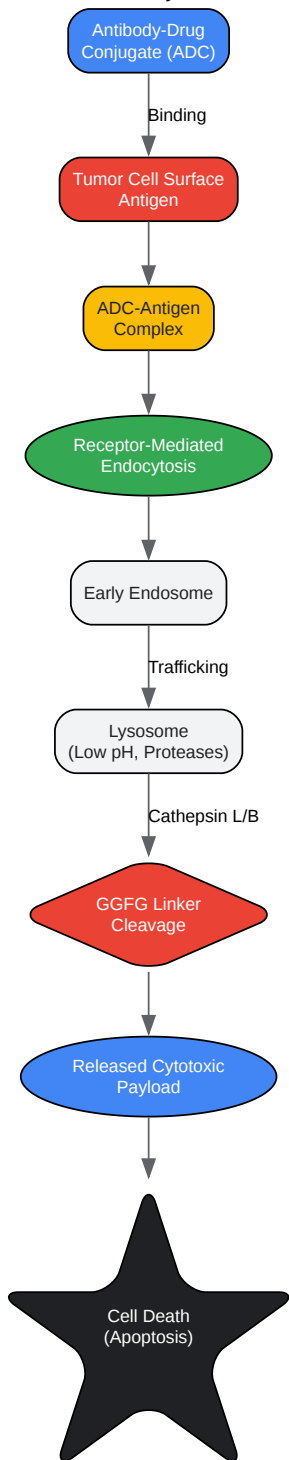 Antibody-Drug
Conjugate (ADC)
Binding
Tumor Cell Surface
Antigen
ADC-Antigen
Complex
Receptor-Mediated
Endocytosis
Early Endosome
Trafficking
Lysosome
(Low pH, Proteases)
Cathepsin L/B
GGFG Linker
Cleavage
Released Cytotoxic
Payload
Cell Death
(Apoptosis)